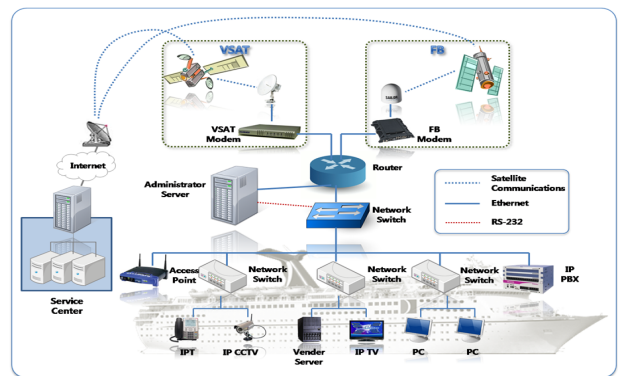 VSAT
FB
VSAT
Modem
FB
Modem
Internet
Router
Administrator
Server
Satellite
Communications
Ethernet
RS-232
Network
Switch
Access
Point
Network
Switch
Network
Switch
Network
Switch
IP
PBX
Service
Center
IPT
IP CCTV
Vender
Server
IP TV
PC
PC